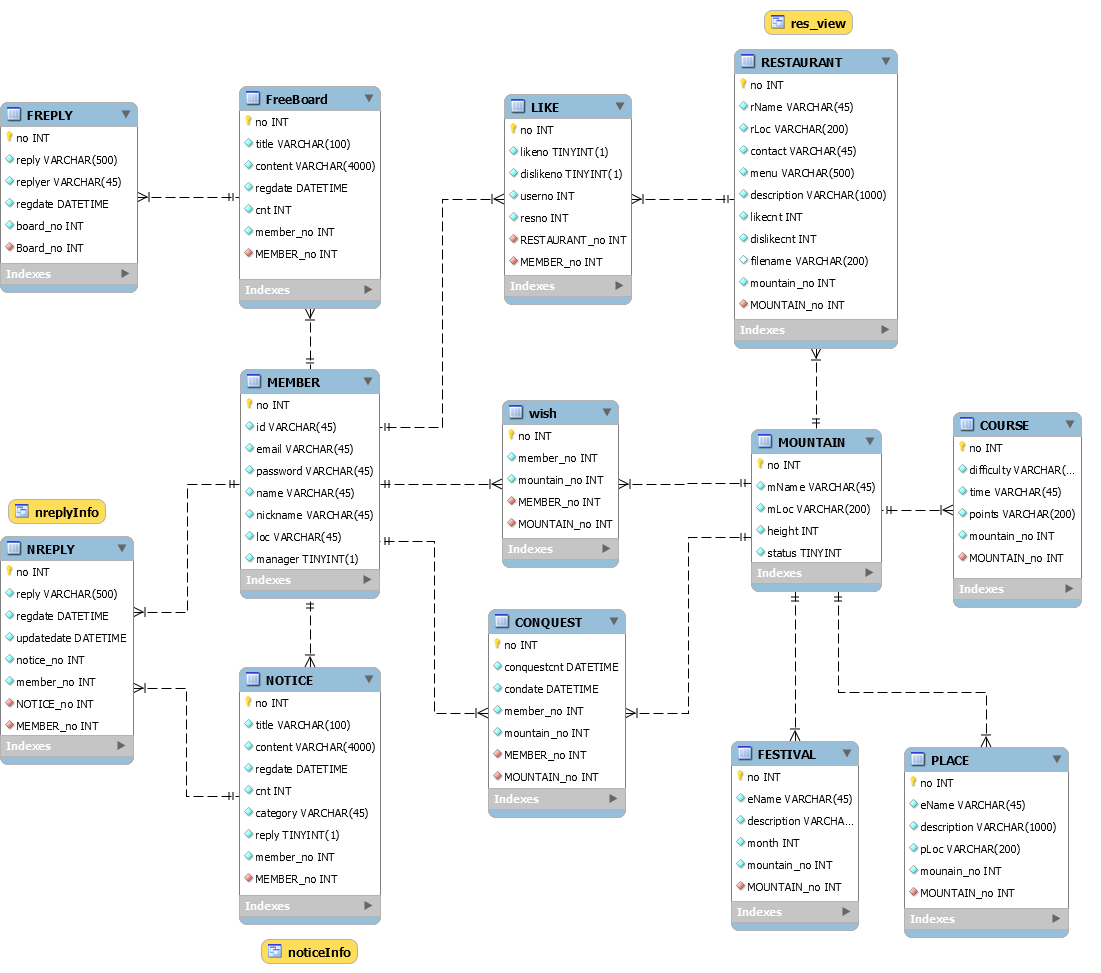 res_view
RESTAURANT
no INT
rName VARCHAR(45)
rLoc VARCHAR(200)
contact VARCHAR(45)
menu VARCHAR(500)
description VARCHAR(1000)
likecnt INT
dislikecnt INT
filename VARCHAR(200)
mountain_no INT
MOUNTAIN_no INT
Indexes
FREPLY
no INT
reply VARCHAR(500)
replyer VARCHAR(45)
regdate DATETIME
board_no INT
Board_no INT
Indexes
FreeBoard
no INT
title VARCHAR(100)
content VARCHAR(4000)
regdate DATETIME
cnt INT
member_no INT
MEMBER_no INT
Indexes
LIKE
no INT
likeno TINYINT(1)
dislikeno TINYINT(1)
userno INT
resno INT
RESTAURANT_no INT
MEMBER_no INT
Indexes
MEMBER
no INT
id VARCHAR(45)
email VARCHAR(45)
password VARCHAR(45)
name VARCHAR(45)
nickname VARCHAR(45)
loc VARCHAR(45)
manager TINYINT(1)
Indexes
wish
no INT
member_no INT
mountain_no INT
MEMBER_no INT
MOUNTAIN_no INT
Indexes
MOUNTAIN
no INT
mName VARCHAR(45)
mLoc VARCHAR(200)
height INT
status TINYINT
Indexes
COURSE
no INT
difficulty VARCHAR(...
time VARCHAR(45)
points VARCHAR(200)
mountain_no INT
MOUNTAIN_no INT
Indexes
nreplyInfo
NREPLY
no INT
reply VARCHAR(500)
regdate DATETIME
updatedate DATETIME
notice_no INT
member_no INT
NOTICE_no INT
MEMBER_no INT
Indexes
NOTICE
no INT
title VARCHAR(100)
content VARCHAR(4000)
regdate DATETIME
cnt INT
category VARCHAR(45)
reply TINYINT(1)
member_no INT
MEMBER_no INT
Indexes
noticeInfo
CONQUEST
no INT
conquestcnt DATETIME
condate DATETIME
member_no INT
mountain_no INT
MEMBER_no INT
MOUNTAIN_no INT
Indexes
FESTIVAL
no INT
eName VARCHAR(45)
description VARCHA...
month INT
mountain_no INT
MOUNTAIN_no INT
Indexes
PLACE
no INT
eName VARCHAR(45)
description VARCHAR(1000)
pLoc VARCHAR(200)
mounain_no INT
MOUNTAIN_no INT
Indexes